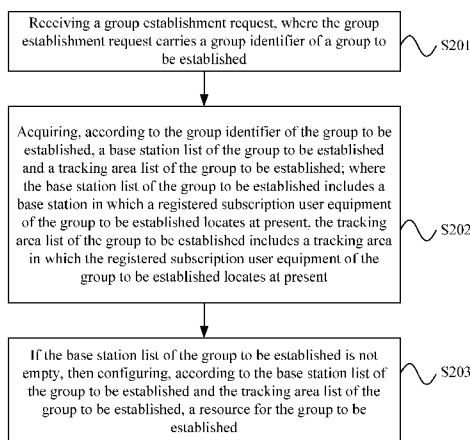 Receiving a group establishment request, where the group
establishment request carries a group identifier of a group to
be established
S201
Acquiring, according to the group identifier of the group to be
established, a base station list of the group to be established
and a tracking area list of the group to be established; where
the base station list of the group to be established includes a
base station in which a registered subscription user equipment
of the group to be established locates at present, the tracking
area list of the group to be established includes a tracking area
in which the registered subscription user equipment of the
group to be established locates at present
S202
If the base station list of the group to be established is not
empty, then configuring, according to the base station list
of the group to be established and the tracking area list of the
group to be established, a resource for the group to be
established
S203